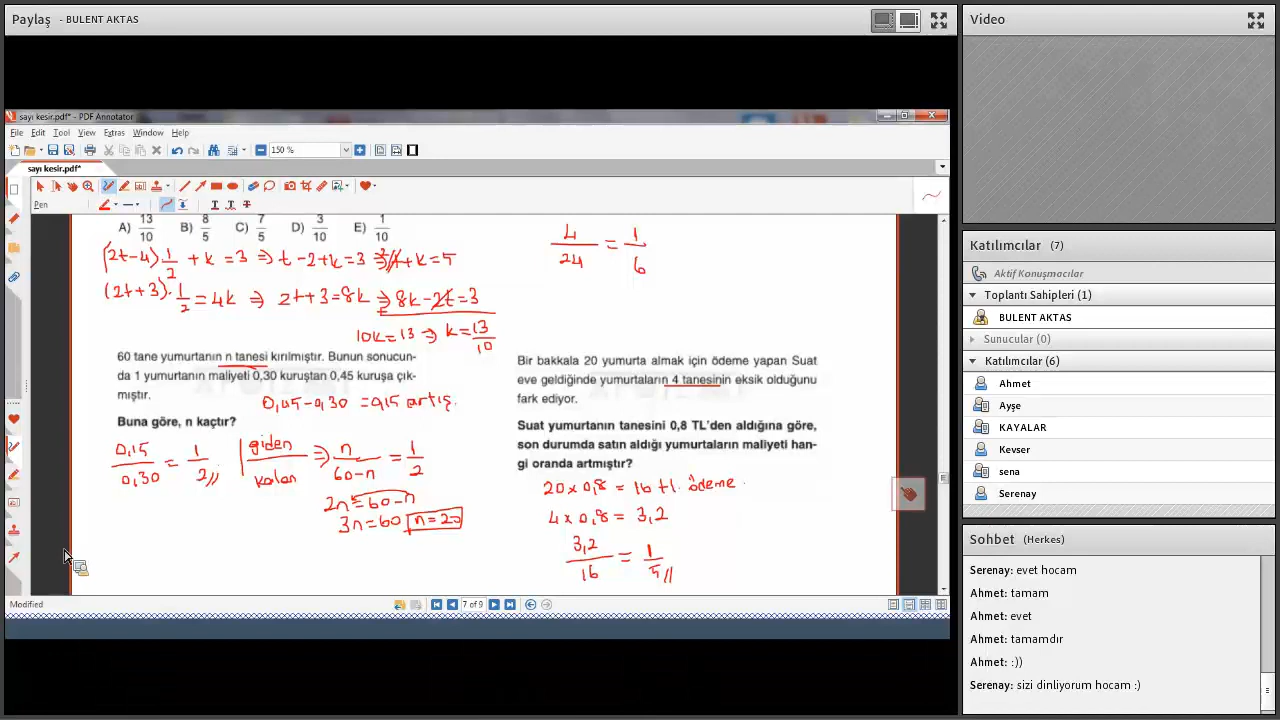 Paylaş - BULENT AKTAS
sayı kesir.pdf* - PDF Annotator
File Edit Tool View Extras Window Help
150 %
sayı kesir.pdf*
Pen
A) 13/10 B) 8/5 C) 7/5 D) 3/10 E) 1/10
(2t-4).1/2 + k = 3 ⇒ t-2+k=3 ⇒ + k = 5
(2t+3).1/2 = 4k ⇒ 2t+3=8k ⇒ 8k-2t=3
10k=13 ⇒ k=13/10
60 tane yumurtanın n tanesi kırılmıştır. Bunun sonucun-
da 1 yumurtanın maliyeti 0,30 kuruştan 0,45 kuruşa çık-
mıştır.
0,45-0,30 = 0,15 artış.
Buna göre, n kaçtır?
0,15/0,30 = 1/2 giden/kalan ⇒ n/60-n = 1/2
2n=60-n
3n=60 n=20
4/24 = 1/6
Bir bakkala 20 yumurta almak için ödeme yapan Suat
eve geldiğinde yumurtaların 4 tanesinin eksik olduğunu
fark ediyor.
Suat yumurtanın tanesini 0,8 TL'den aldığına göre,
son durumda satın aldığı yumurtaların maliyeti han-
gi oranda artmıştır?
20 x 0,8 = 16 +l. ödeme.
4 x 0,8 = 3,2
3,2/16 = 1/5
Modified
7 of 9
Video
Katılımcılar (7)
Aktif Konuşmacılar
Toplantı Sahipleri (1)
BULENT AKTAS
Sunucular (0)
Katılımcılar (6)
Ahmet
Ayşe
KAYALAR
Kevser
sena
Serenay
Sohbet (Herkes)
Serenay: evet hocam
Ahmet: tamam
Ahmet: evet
Ahmet: tamamdır
Ahmet: :))
Serenay: sizi dinliyorum hocam :)